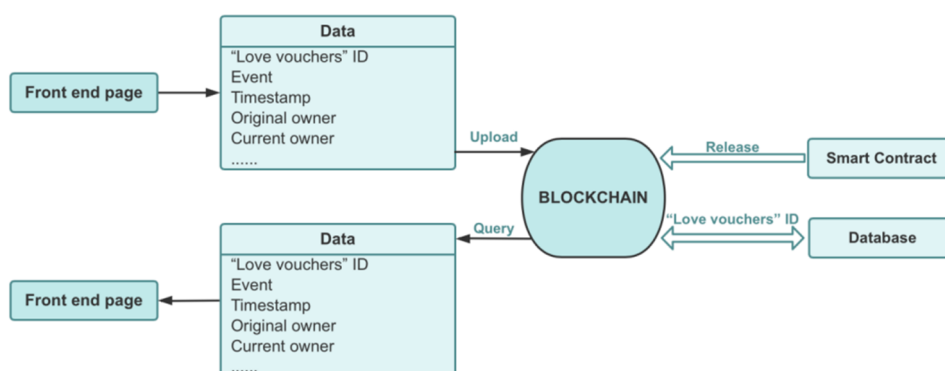 Data
“Love vouchers” ID
Event
Timestamp
Original owner
Current owner
......
Front end page
Upload
BLOCKCHAIN
Release
Smart Contract
“Love vouchers” ID
Database
Query
Data
“Love vouchers” ID
Event
Timestamp
Original owner
Current owner
......
Front end page